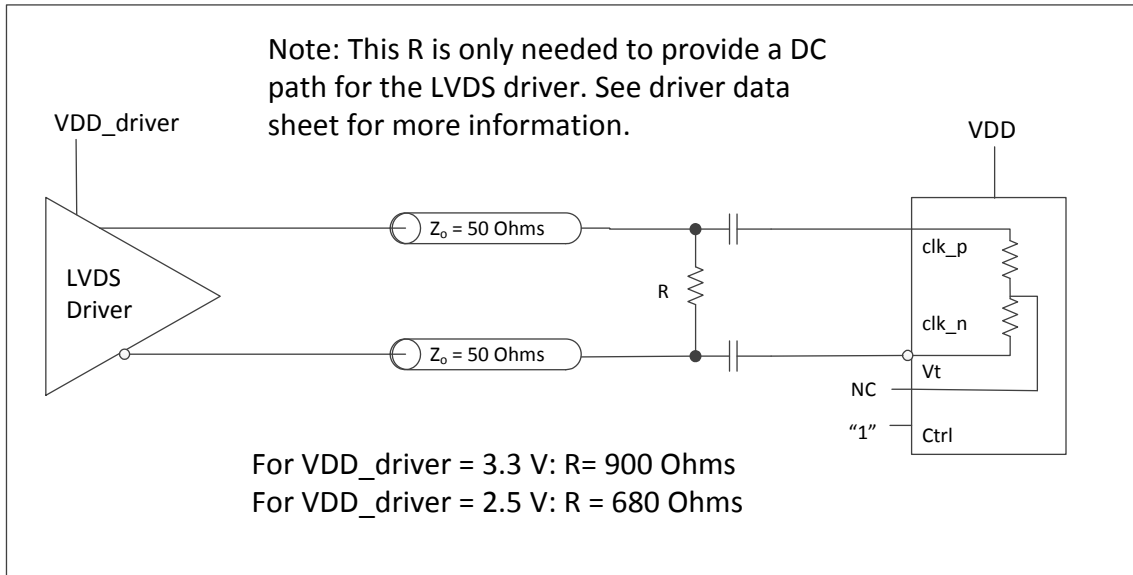 Note: This R is only needed to provide a DC
path for the LVDS driver. See driver data
sheet for more information.
VDD_driver
VDD
Zₒ = 50 Ohms
clk_p
LVDS
Driver
R
clk_n
Zₒ = 50 Ohms
Vt
NC
“1”
Ctrl
For VDD_driver = 3.3 V: R= 900 Ohms
For VDD_driver = 2.5 V: R = 680 Ohms